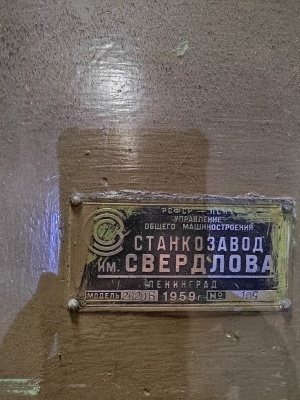 УПРАВЛЕНИЕ
ОБЩЕГО МАШИНОСТРОЕНИЯ
СТАНКОЗАВОД
ИМ. СВЕРДЛОВА
ЛЕНИНГРАД
МОДЕЛЬ 1959 г. №